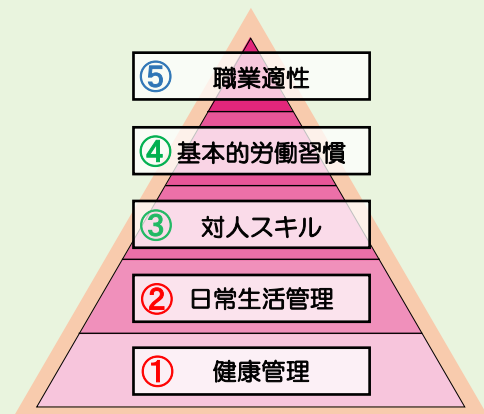 ⑤ 職業適性
④ 基本的労働習慣
③ 対人スキル
② 日常生活管理
① 健康管理